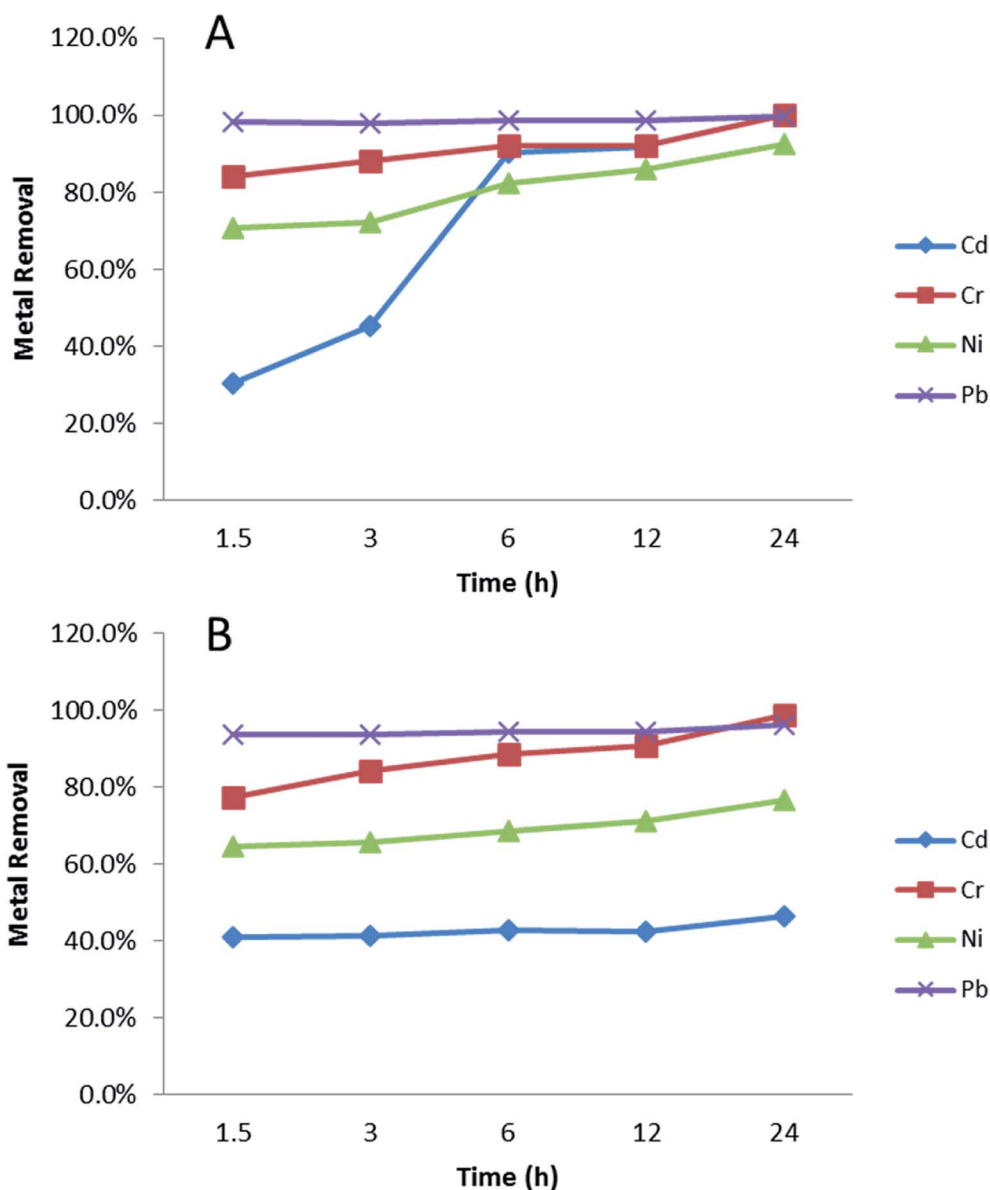 A
120.0%
100.0%
80.0%
60.0%
40.0%
20.0%
0.0%
Metal Removal
1.5 3 6 12 24
Time (h)
Cd
Cr
Ni
Pb
B
120.0%
100.0%
80.0%
60.0%
40.0%
20.0%
0.0%
Metal Removal
1.5 3 6 12 24
Time (h)
Cd
Cr
Ni
Pb